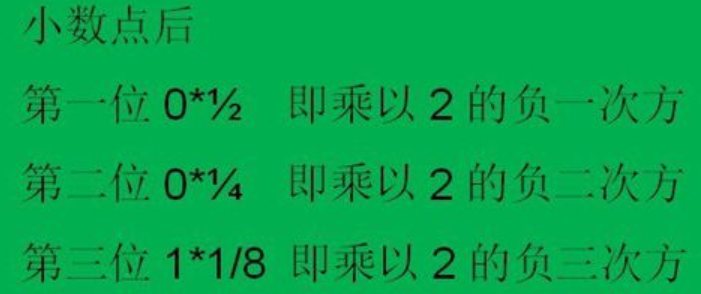 小数点后
第一位 0*½ 即乘以 2 的负一次方
第二位 0*¼ 即乘以 2 的负二次方
第三位 1*1/8 即乘以 2 的负三次方